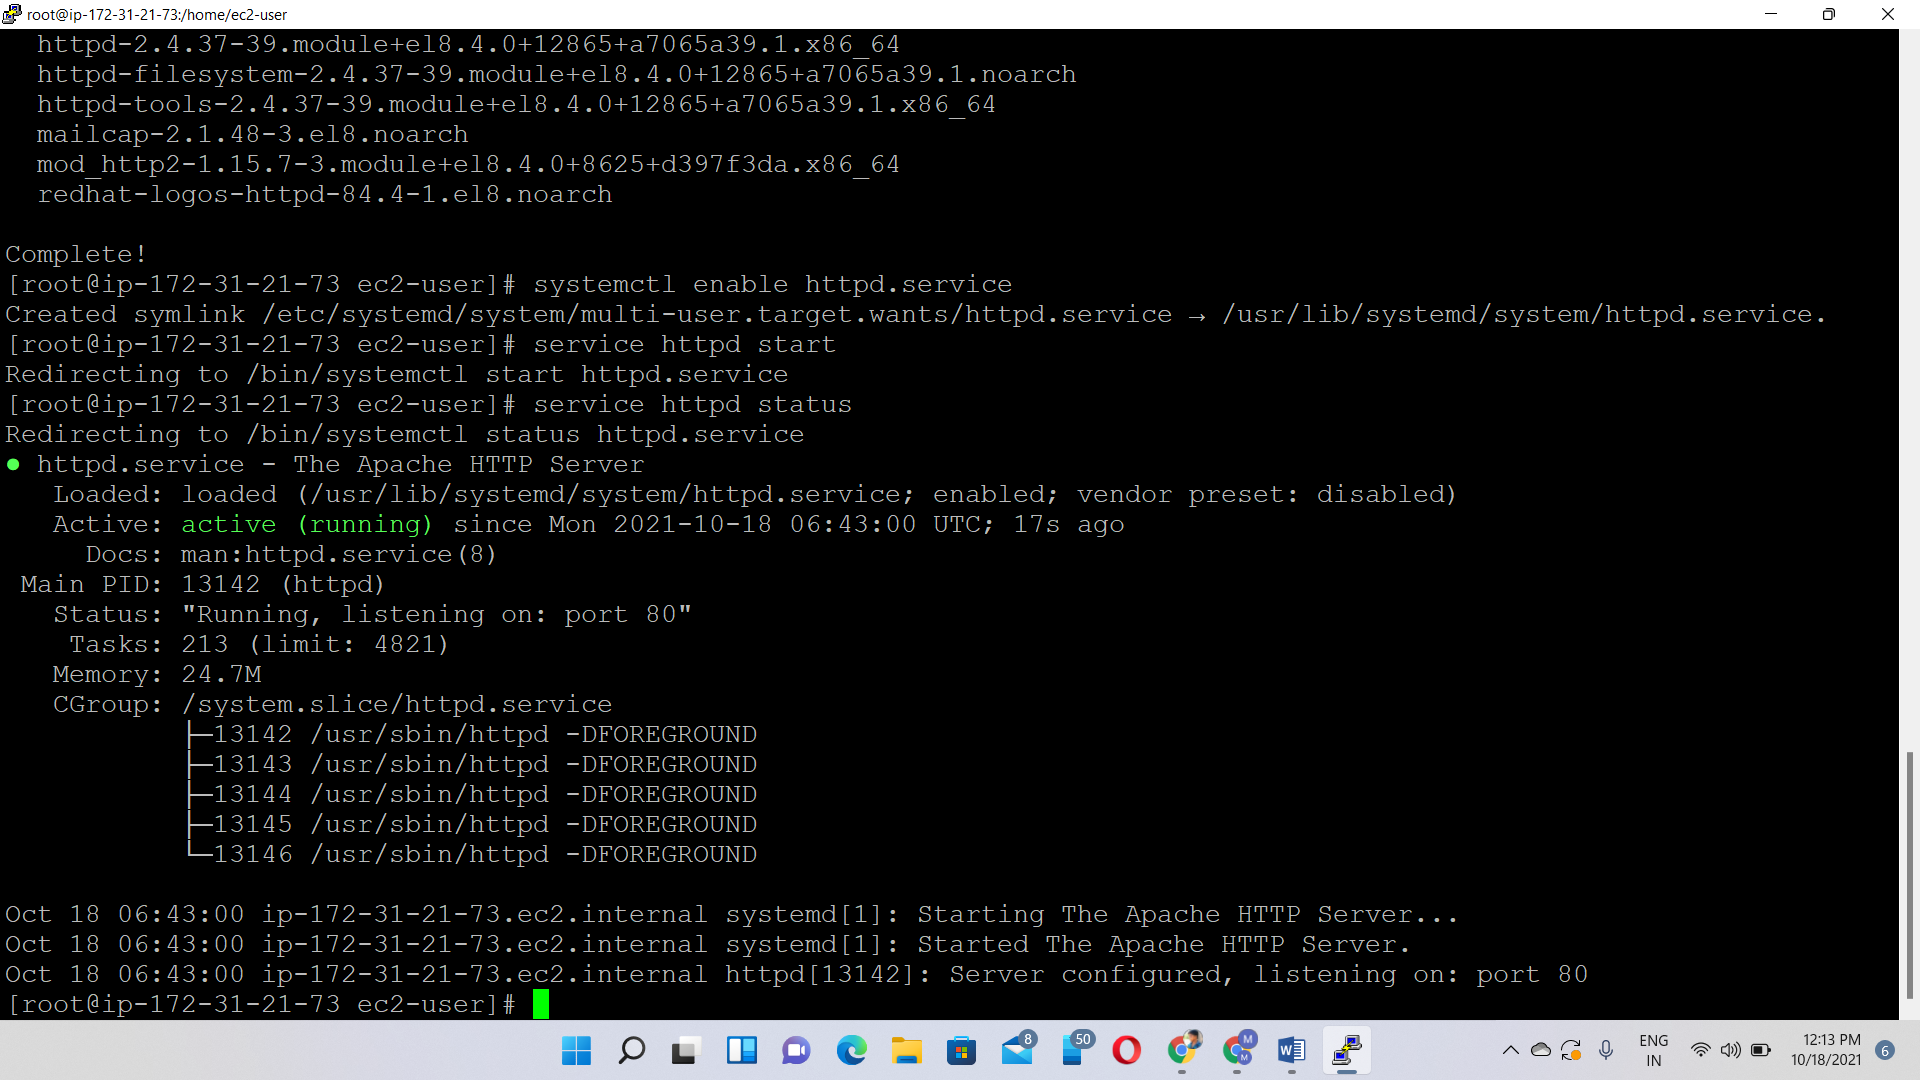 root@ip-172-31-21-73:/home/ec2-user
httpd-2.4.37-39.module+el8.4.0+12865+a7065a39.1.x86_64
httpd-filesystem-2.4.37-39.module+el8.4.0+12865+a7065a39.1.noarch
httpd-tools-2.4.37-39.module+el8.4.0+12865+a7065a39.1.x86_64
mailcap-2.1.48-3.el8.noarch
mod_http2-1.15.7-3.module+el8.4.0+8625+d397f3da.x86_64
redhat-logos-httpd-84.4-1.el8.noarch
Complete!
[root@ip-172-31-21-73 ec2-user]# systemctl enable httpd.service
Created symlink /etc/systemd/system/multi-user.target.wants/httpd.service → /usr/lib/systemd/system/httpd.service.
[root@ip-172-31-21-73 ec2-user]# service httpd start
Redirecting to /bin/systemctl start httpd.service
[root@ip-172-31-21-73 ec2-user]# service httpd status
Redirecting to /bin/systemctl status httpd.service
● httpd.service - The Apache HTTP Server
Loaded: loaded (/usr/lib/systemd/system/httpd.service; enabled; vendor preset: disabled)
Active: active (running) since Mon 2021-10-18 06:43:00 UTC; 17s ago
Docs: man:httpd.service(8)
Main PID: 13142 (httpd)
Status: "Running, listening on: port 80"
Tasks: 213 (limit: 4821)
Memory: 24.7M
CGroup: /system.slice/httpd.service
├─13142 /usr/sbin/httpd -DFOREGROUND
├─13143 /usr/sbin/httpd -DFOREGROUND
├─13144 /usr/sbin/httpd -DFOREGROUND
├─13145 /usr/sbin/httpd -DFOREGROUND
└─13146 /usr/sbin/httpd -DFOREGROUND
Oct 18 06:43:00 ip-172-31-21-73.ec2.internal systemd[1]: Starting The Apache HTTP Server...
Oct 18 06:43:00 ip-172-31-21-73.ec2.internal systemd[1]: Started The Apache HTTP Server.
Oct 18 06:43:00 ip-172-31-21-73.ec2.internal httpd[13142]: Server configured, listening on: port 80
[root@ip-172-31-21-73 ec2-user]#
8
50
M
M
W
ENG
IN
12:13 PM
10/18/2021
6